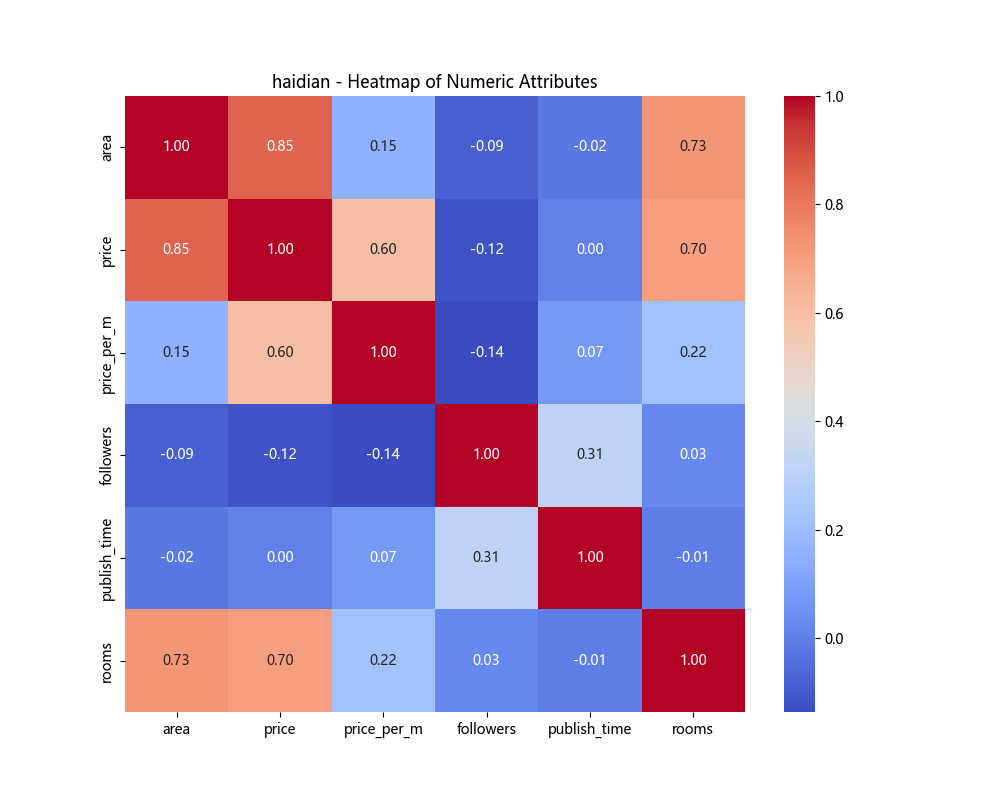 haidian - Heatmap of Numeric Attributes
area 1.00 0.85 0.15 -0.09 -0.02 0.73
price 0.85 1.00 0.60 -0.12 0.00 0.70
price_per_m 0.15 0.60 1.00 -0.14 0.07 0.22
followers -0.09 -0.12 -0.14 1.00 0.31 0.03
publish_time -0.02 0.00 0.07 0.31 1.00 -0.01
rooms 0.73 0.70 0.22 0.03 -0.01 1.00
area price price_per_m followers publish_time rooms
1.0
0.8
0.6
0.4
0.2
0.0